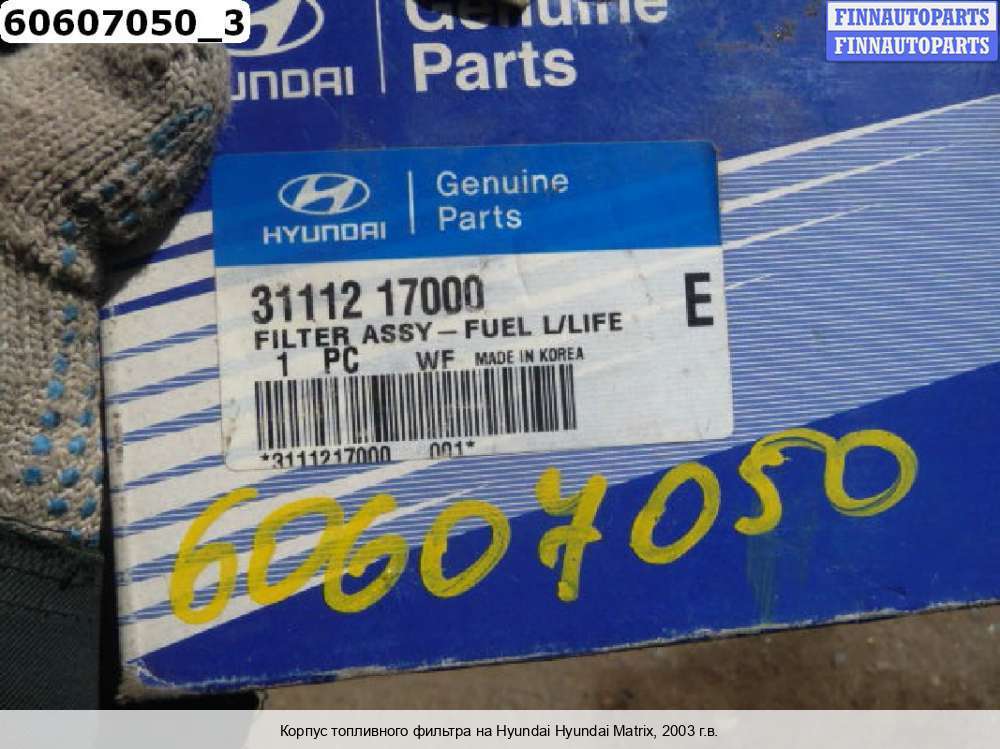 60607050_3
FINNAUTOPARTS
FINNAUTOPARTS
HYUNDAI
Genuine
Parts
HYUNDAI
Genuine
Parts
31112 17000
E
FILTER ASSY-FUEL L/LIFE
1 PC WF MADE IN KOREA
*3111217000 001*
60607050
Корпус топливного фильтра на Hyundai Hyundai Matrix, 2003 г.в.